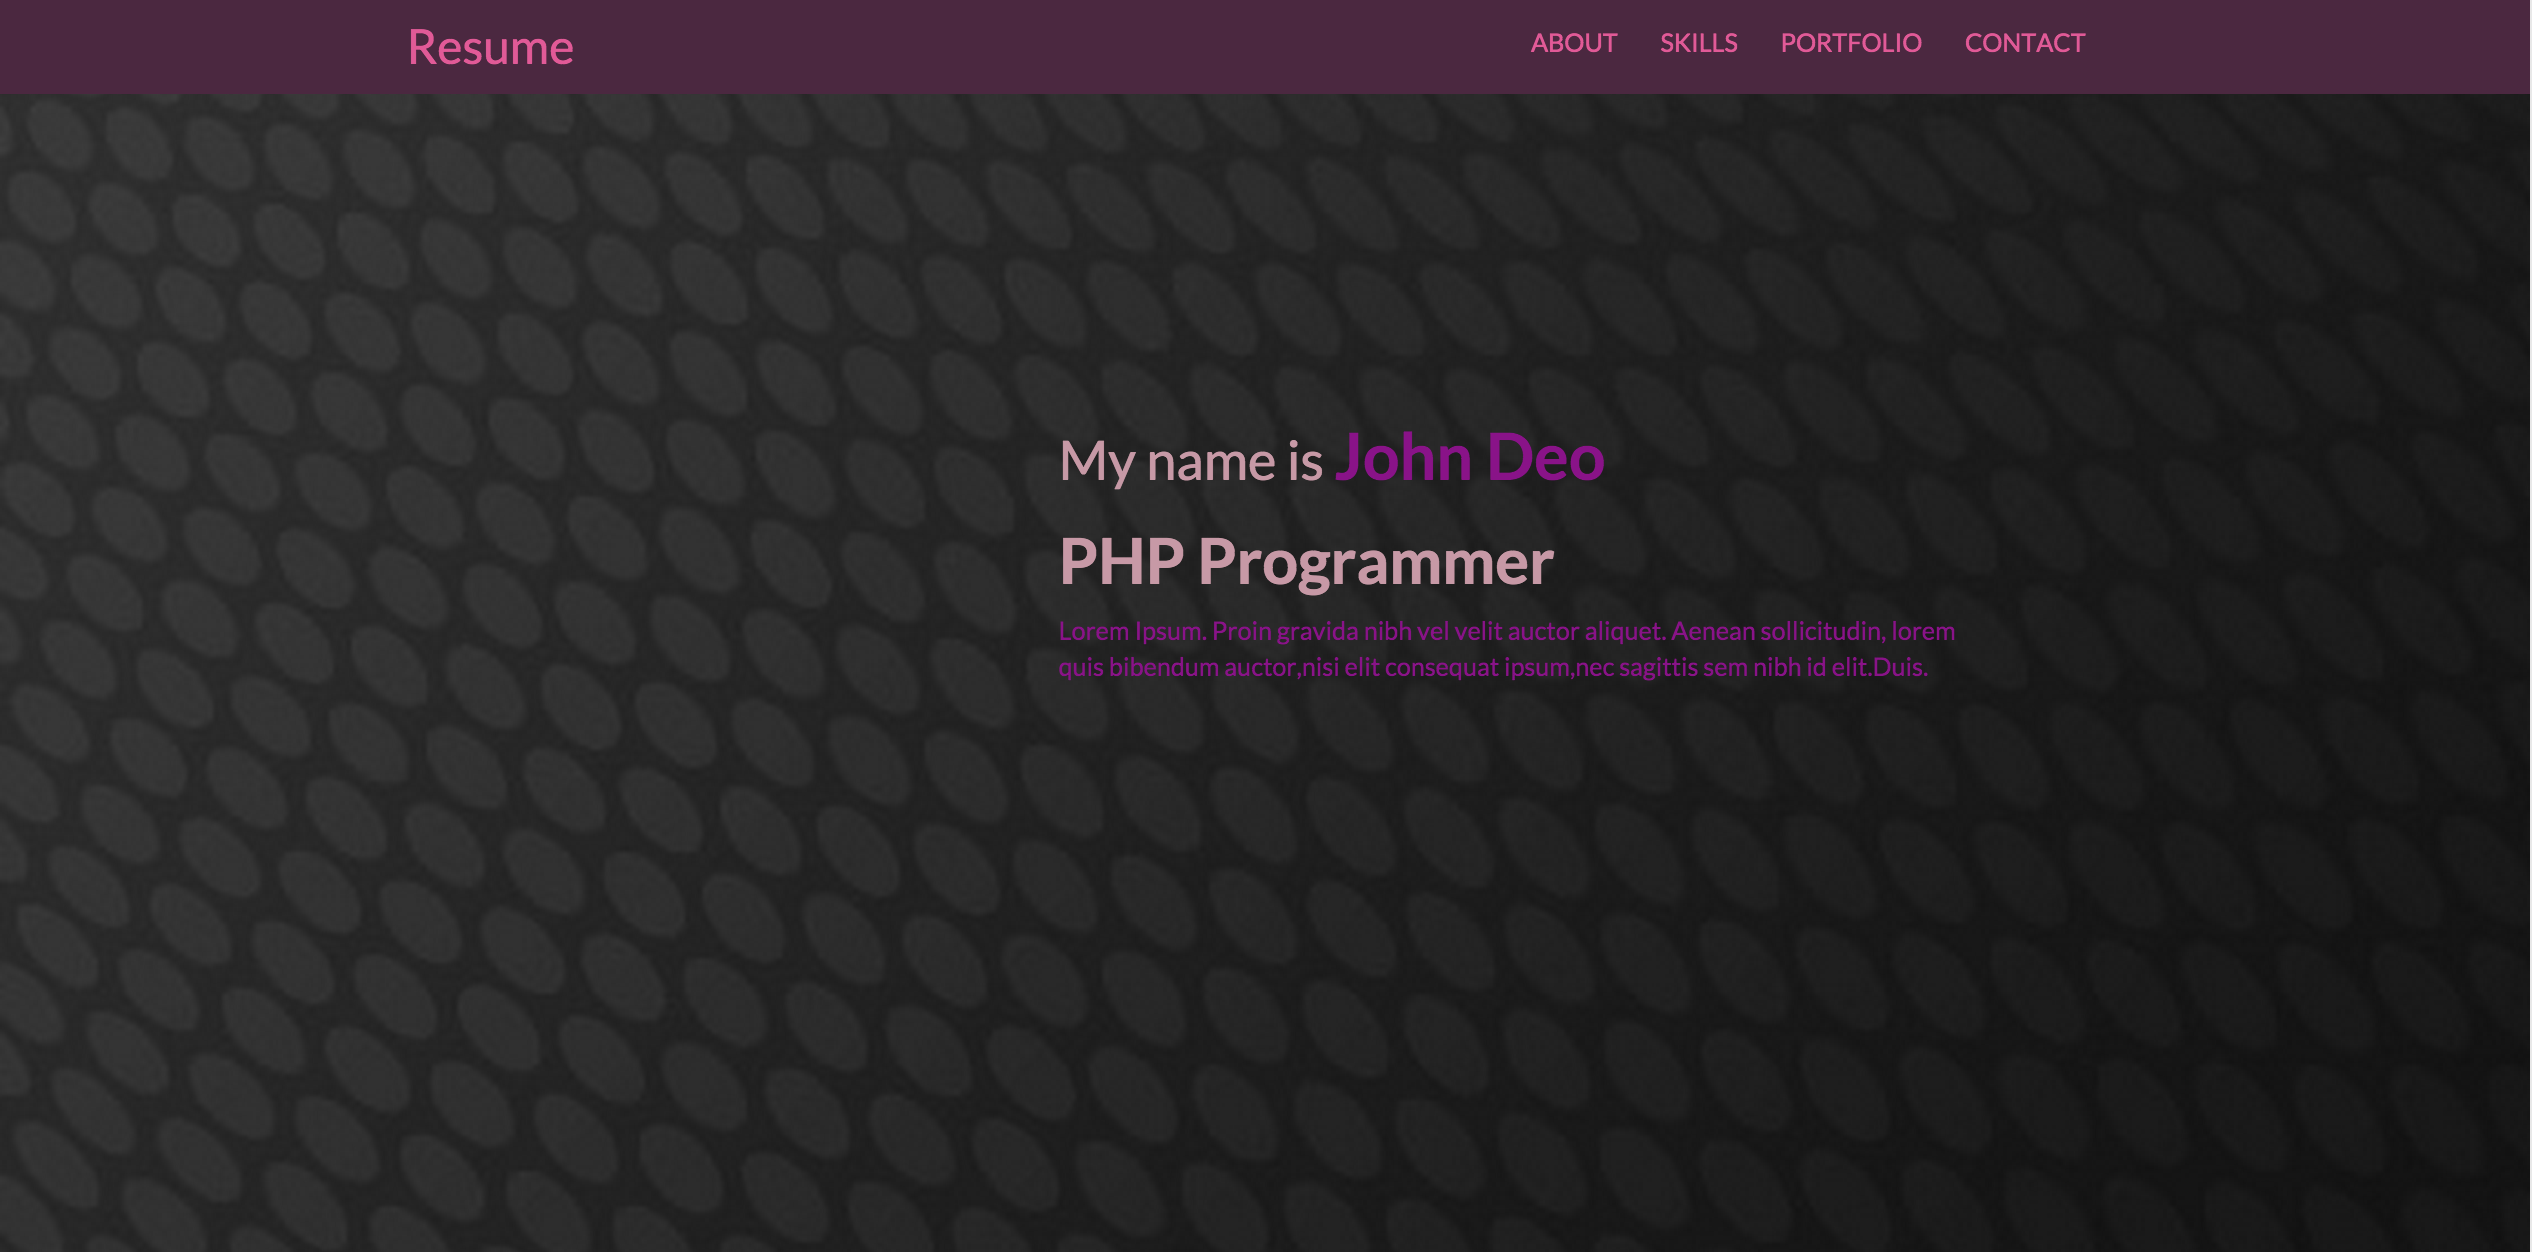 Resume
ABOUT SKILLS PORTFOLIO CONTACT
My name is John Deo
PHP Programmer
Lorem Ipsum. Proin gravida nibh vel velit auctor aliquet. Aenean sollicitudin, lorem
quis bibendum auctor,nisi elit consequat ipsum,nec sagittis sem nibh id elit.Duis.